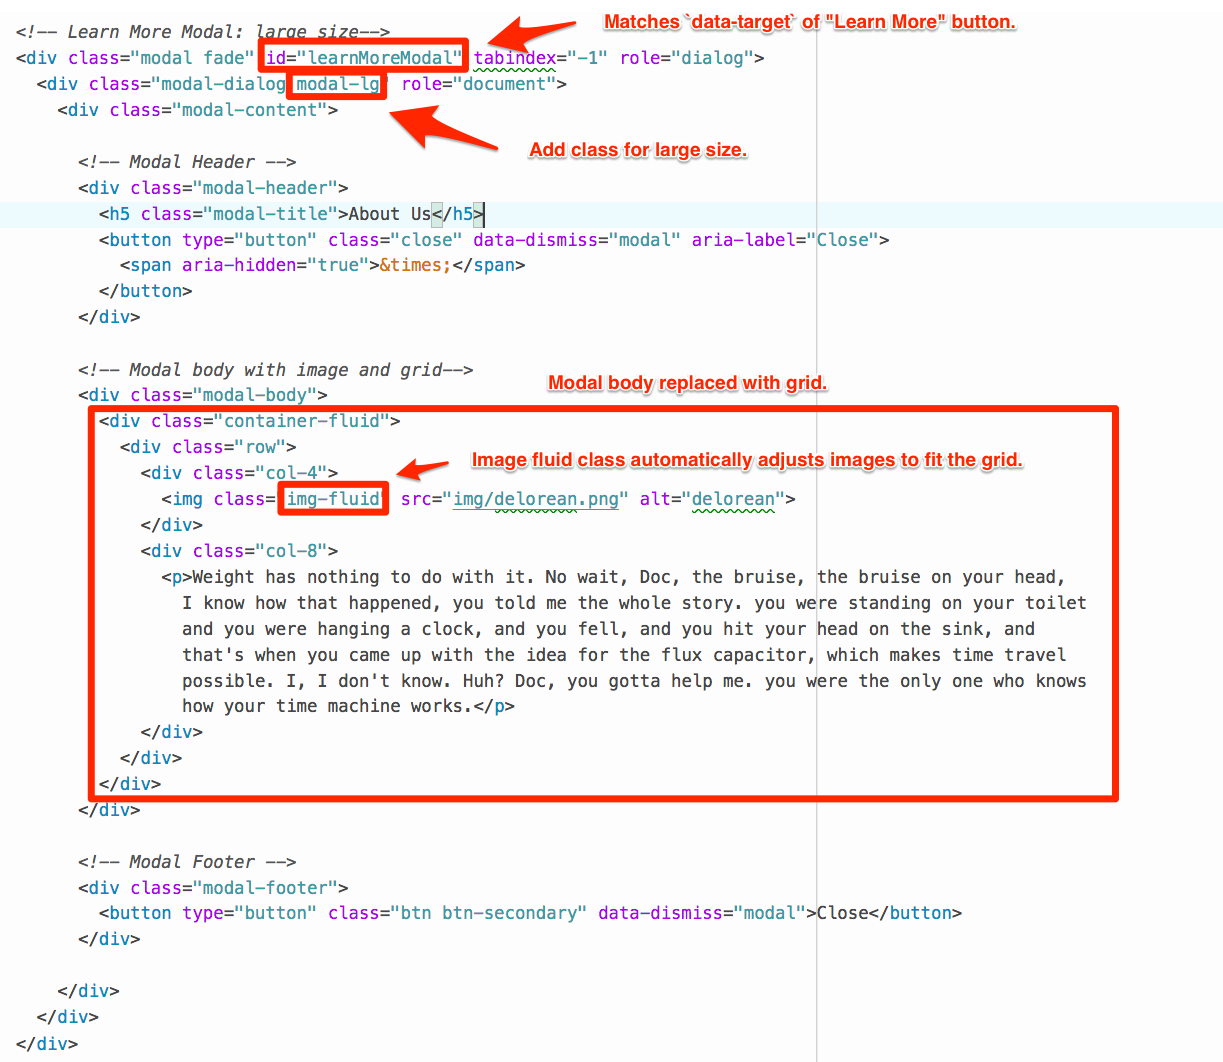 <!-- Learn More Modal: large size-->
Matches `data-target` of "Learn More" button.
<div class="modal fade" id="learnMoreModal" tabindex="-1" role="dialog">
<div class="modal-dialog modal-lg" role="document">
<div class="modal-content">
Add class for large size.
<!-- Modal Header -->
<div class="modal-header">
<h5 class="modal-title">About Us</h5>
<button type="button" class="close" data-dismiss="modal" aria-label="Close">
<span aria-hidden="true">&times;</span>
</button>
</div>
<!-- Modal body with image and grid-->
Modal body replaced with grid.
<div class="modal-body">
<div class="container-fluid">
<div class="row">
Image fluid class automatically adjusts images to fit the grid.
<div class="col-4">
<img class="img-fluid" src="img/delorean.png" alt="delorean">
</div>
<div class="col-8">
<p>Weight has nothing to do with it. No wait, Doc, the bruise, the bruise on your head,
I know how that happened, you told me the whole story. you were standing on your toilet
and you were hanging a clock, and you fell, and you hit your head on the sink, and
that's when you came up with the idea for the flux capacitor, which makes time travel
possible. I, I don't know. Huh? Doc, you gotta help me. you were the only one who knows
how your time machine works.</p>
</div>
</div>
</div>
</div>
<!-- Modal Footer -->
<div class="modal-footer">
<button type="button" class="btn btn-secondary" data-dismiss="modal">Close</button>
</div>
</div>
</div>
</div>